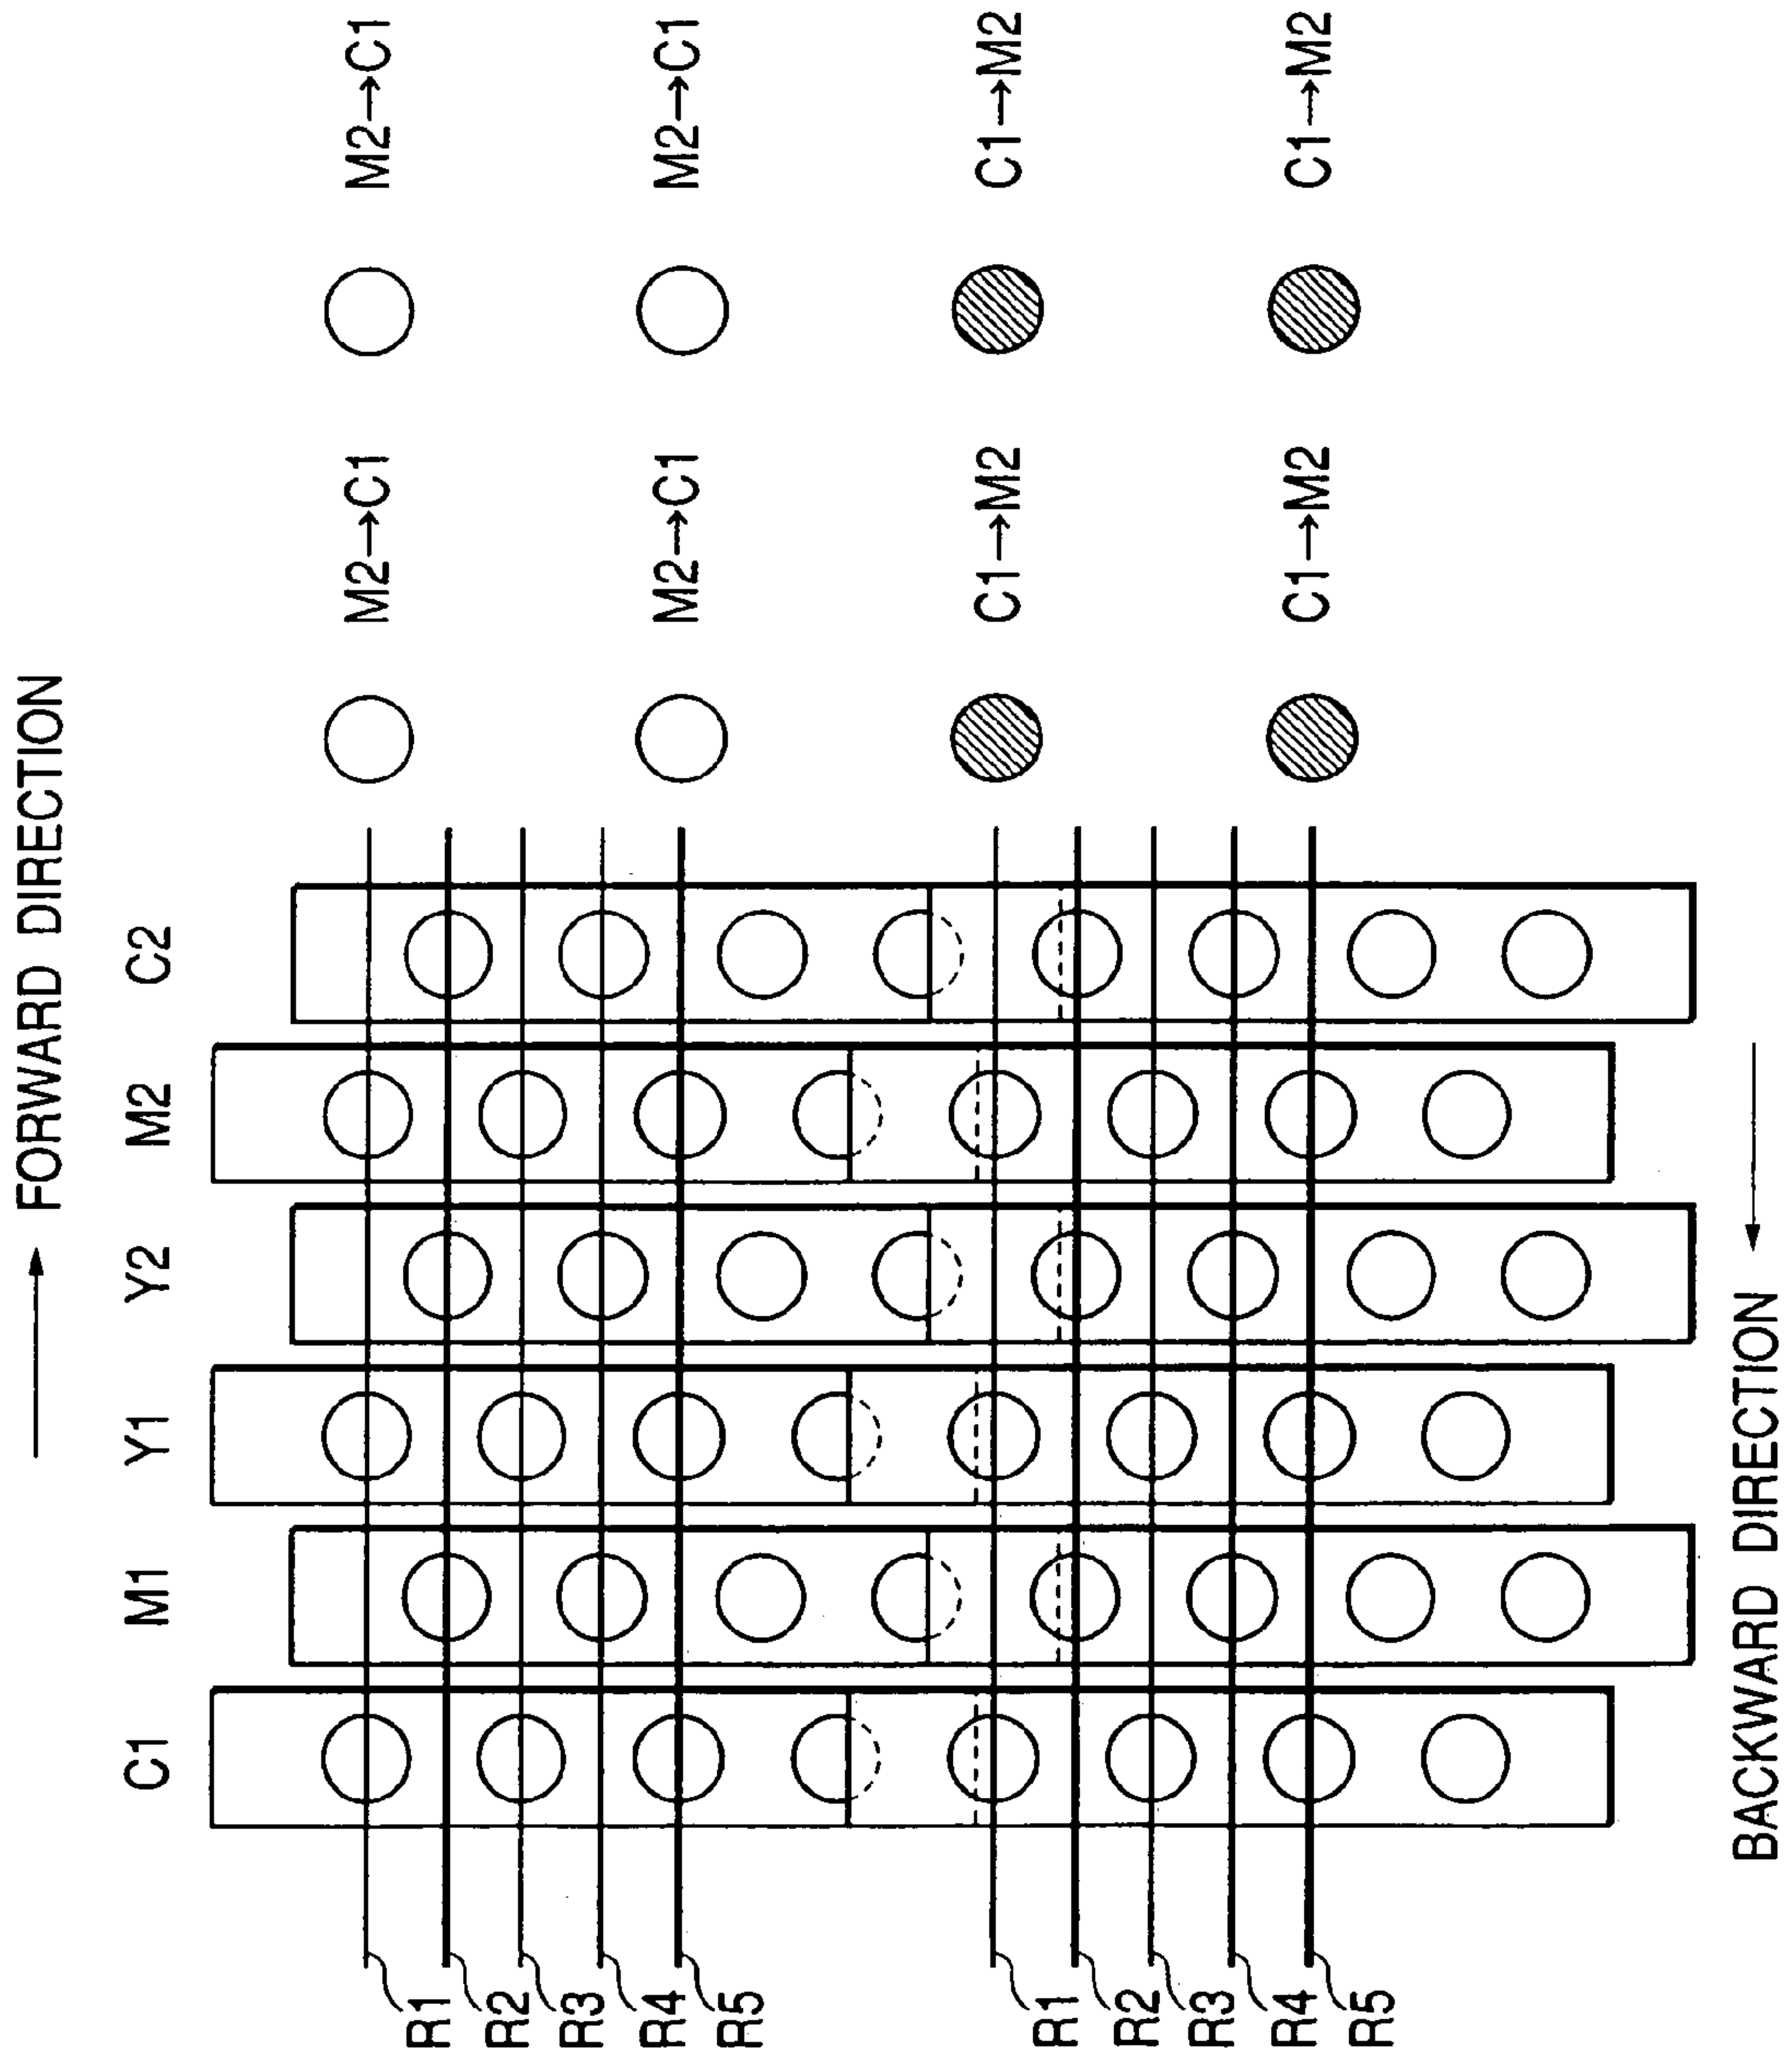 FORWARD DIRECTION
C1 M1 Y1 Y2 M2 C2
R1 M2→C1 M2→C1
R2
R3
R4
R5 M2→C1 M2→C1
R1 C1→M2 C1→M2
R2
R3
R4
R5 C1→M2 C1→M2
BACKWARD DIRECTION